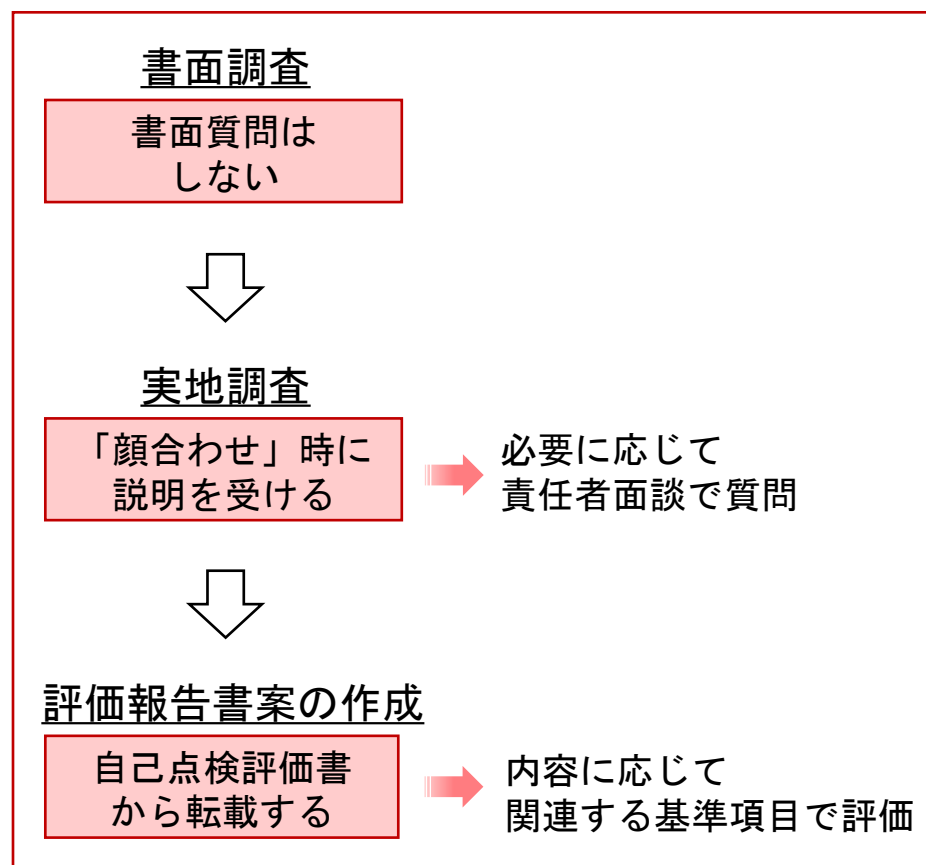 書面調査
書面質問は
しない
実地調査
「顔合わせ」時に
説明を受ける
必要に応じて
責任者面談で質問
評価報告書案の作成
自己点検評価書
から転載する
内容に応じて
関連する基準項目で評価